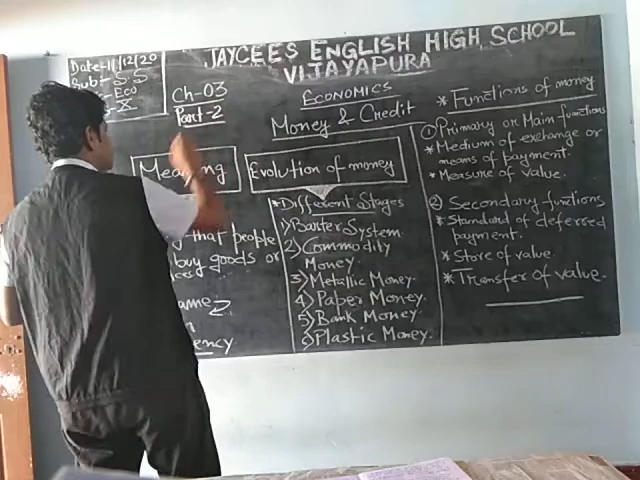 JAYCEES ENGLISH HIGH SCHOOL
VIJAYAPURA
Date-11/12/20
Sub:- S.S
Eco
X
Ch-03
Part-2
ECONOMICS
Money & Credit
Meaning
that people
buy goods or
Evolution of money
*Different Stages
1) Barter System
2) Commodity
Money.
3) Metallic Money.
4) Paper Money.
5) Bank Money.
6) Plastic Money.
* Functions of money
① Primary or Main functions
* Medium of exchange or
means of payment.
* Measure of value.
② Secondary functions
* Standard of deferred
payment.
* Store of value.
* Transfer of value.